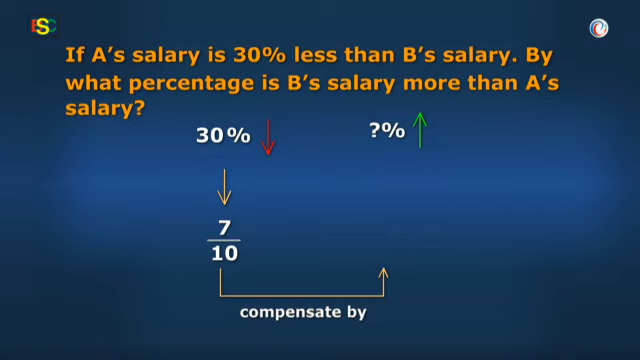 ESC
If A's salary is 30% less than B's salary. By
what percentage is B's salary more than A's
salary?
30%
?%
7
10
compensate by